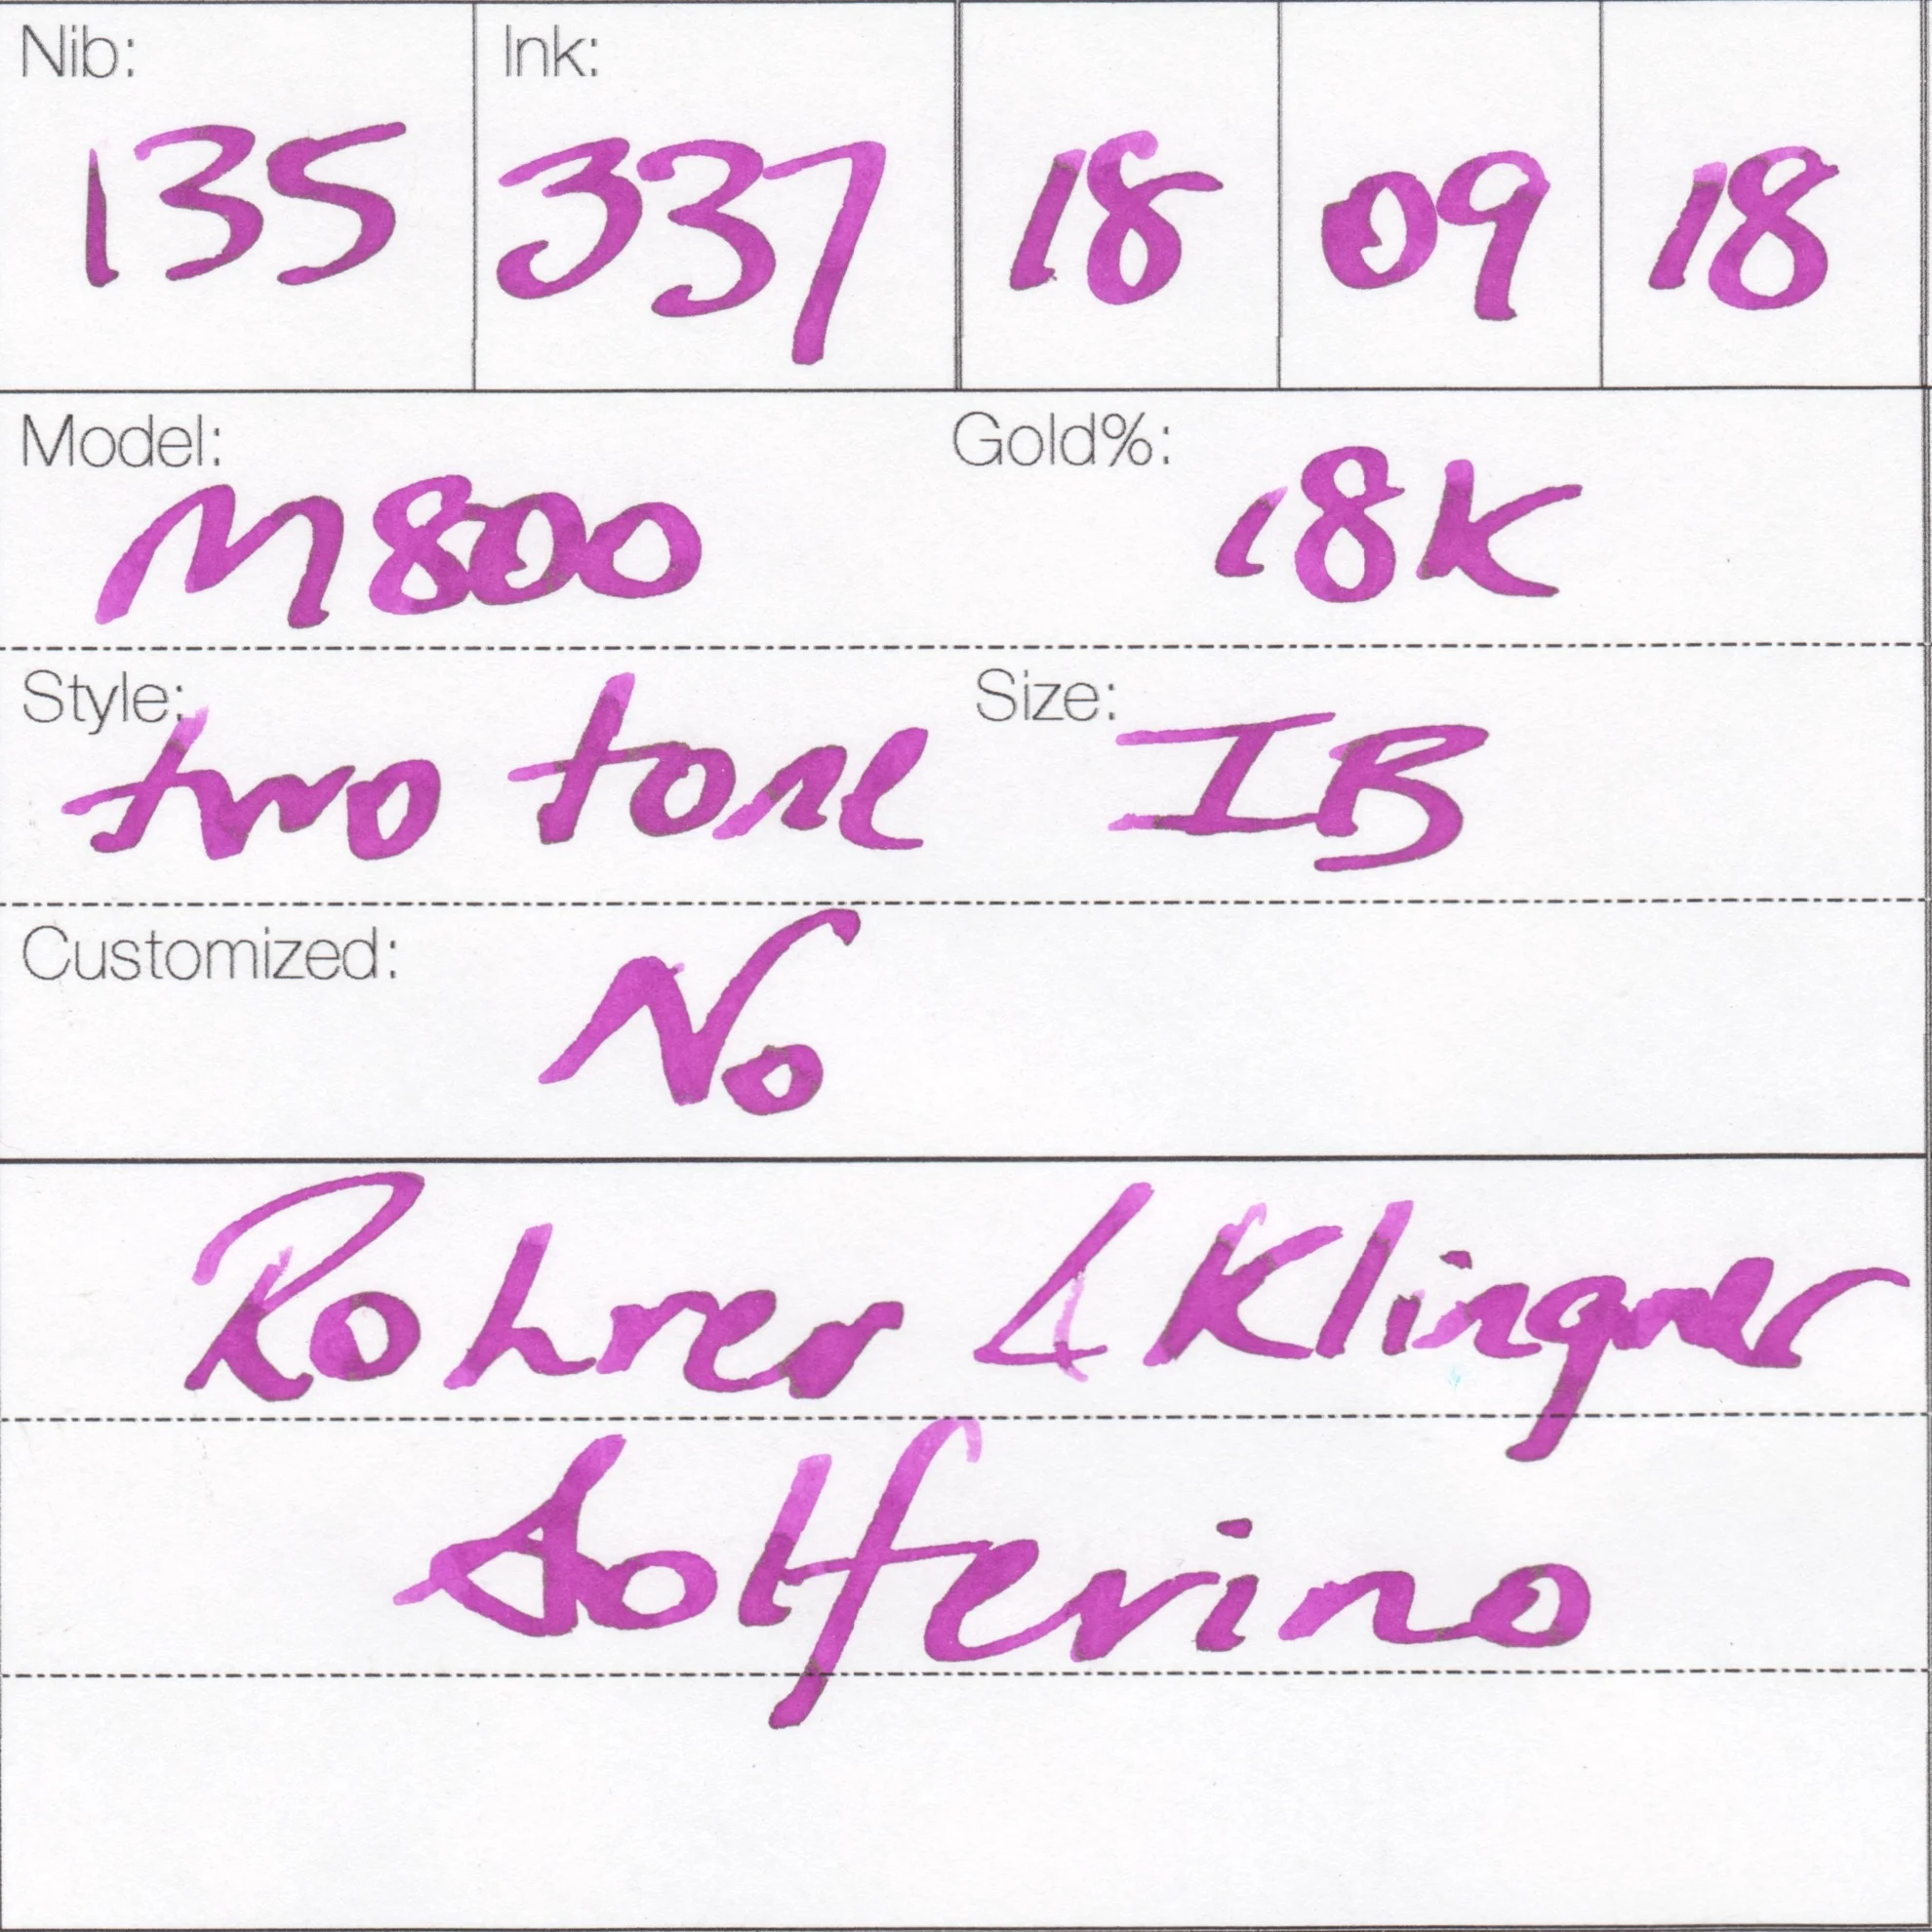 Nib: Ink:
135 337 18 09 18
Model: Gold%:
M800 18K
Style: Size:
two tone IB
Customized: No
Rohrer & Klingner
Solferino